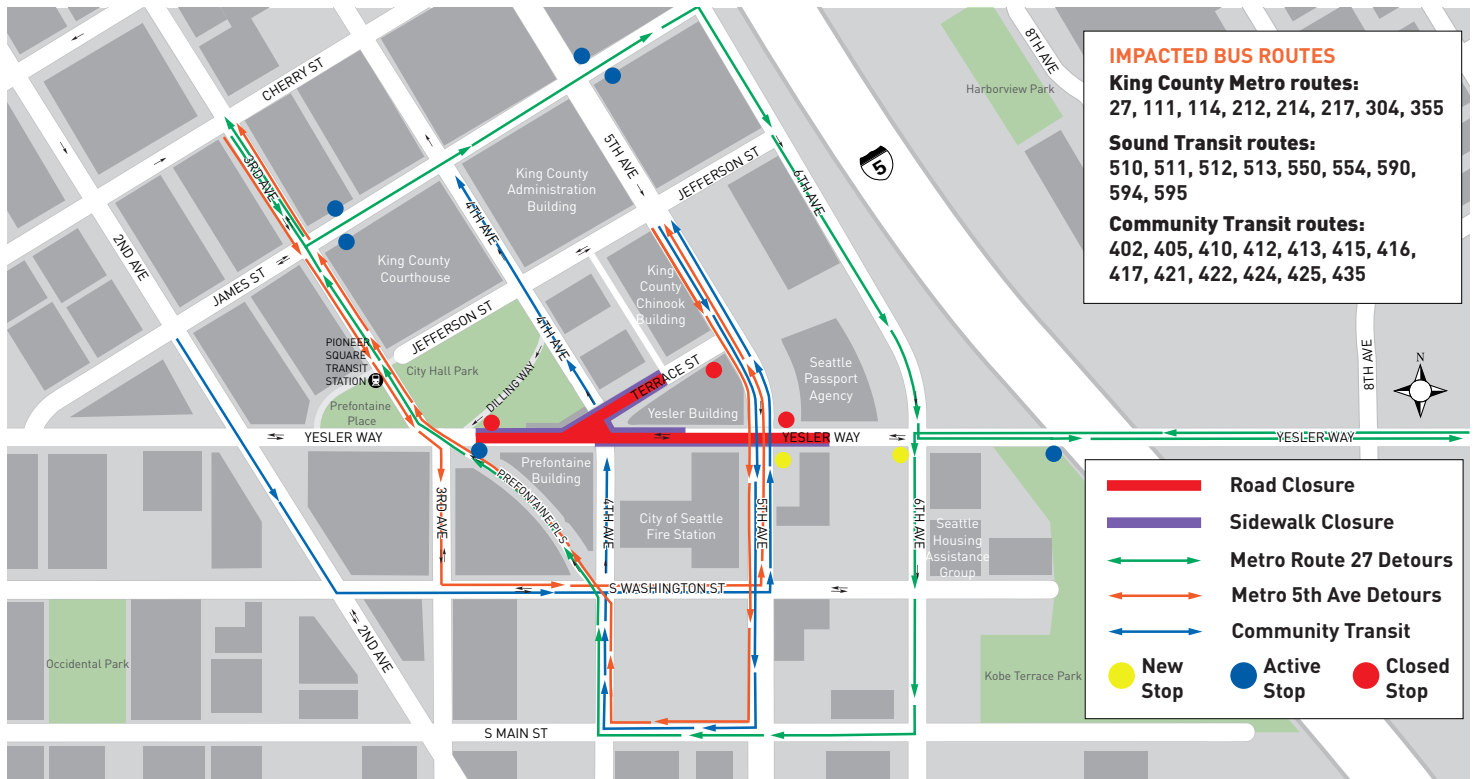 IMPACTED BUS ROUTES
King County Metro routes:
27, 111, 114, 212, 214, 217, 304, 355
Sound Transit routes:
510, 511, 512, 513, 550, 554, 590,
594, 595
Community Transit routes:
402, 405, 410, 412, 413, 415, 416,
417, 421, 422, 424, 425, 435
8TH AVE
Harborview Park
CHERRY ST
5TH AVE
5
JEFFERSON ST
3RD AVE
King County
Administration
Building
6TH AVE
4TH AVE
2ND AVE
King County
Courthouse
JAMES ST
King
County
Chinook
Building
JEFFERSON ST
4TH AVE
PIONEER
SQUARE
TRANSIT
STATION
City Hall Park
DILLING WAY
TERRACE ST
Seattle
Passport
Agency
8TH AVE
N
Prefontaine
Place
Yesler Building
YESLER WAY
YESLER WAY
YESLER WAY
Prefontaine
Building
PREFONTAINE PL S
3RD AVE
4TH AVE
City of Seattle
Fire Station
5TH AVE
6TH AVE
Seattle
Housing
Assistance
Group
S WASHINGTON ST
2ND AVE
Occidental Park
Kobe Terrace Park
S MAIN ST
Road Closure
Sidewalk Closure
Metro Route 27 Detours
Metro 5th Ave Detours
Community Transit
New
Stop
Active
Stop
Closed
Stop